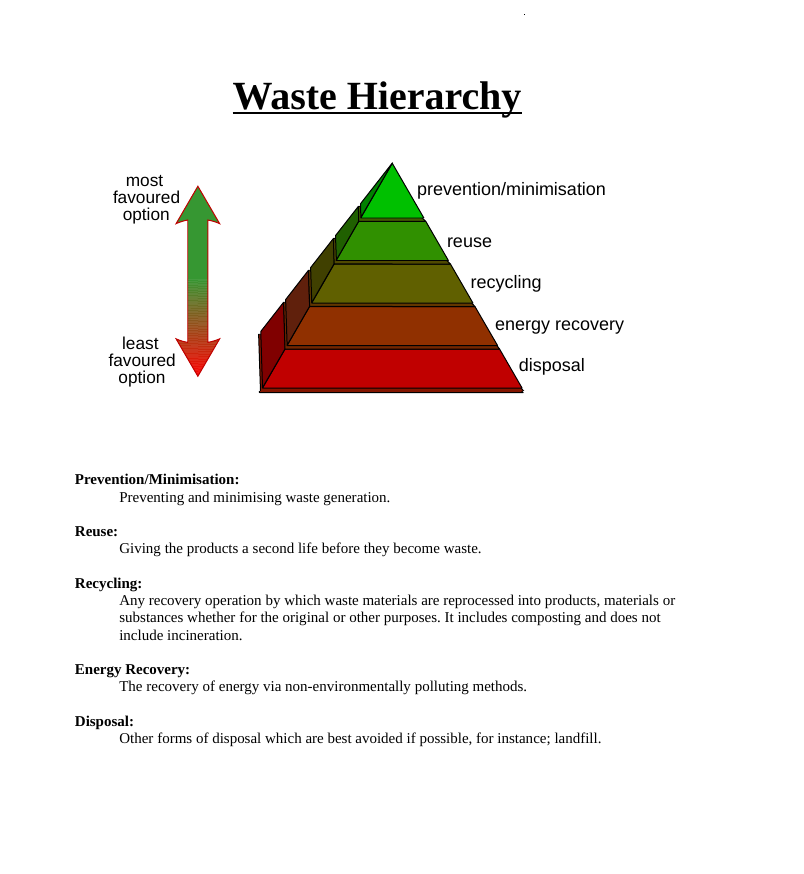 Waste Hierarchy
most
favoured
option
prevention/minimisation
reuse
recycling
energy recovery
least
favoured
option
disposal
Prevention/Minimisation:
Preventing and minimising waste generation.
Reuse:
Giving the products a second life before they become waste.
Recycling:
Any recovery operation by which waste materials are reprocessed into products, materials or
substances whether for the original or other purposes. It includes composting and does not
include incineration.
Energy Recovery:
The recovery of energy via non-environmentally polluting methods.
Disposal:
Other forms of disposal which are best avoided if possible, for instance; landfill.